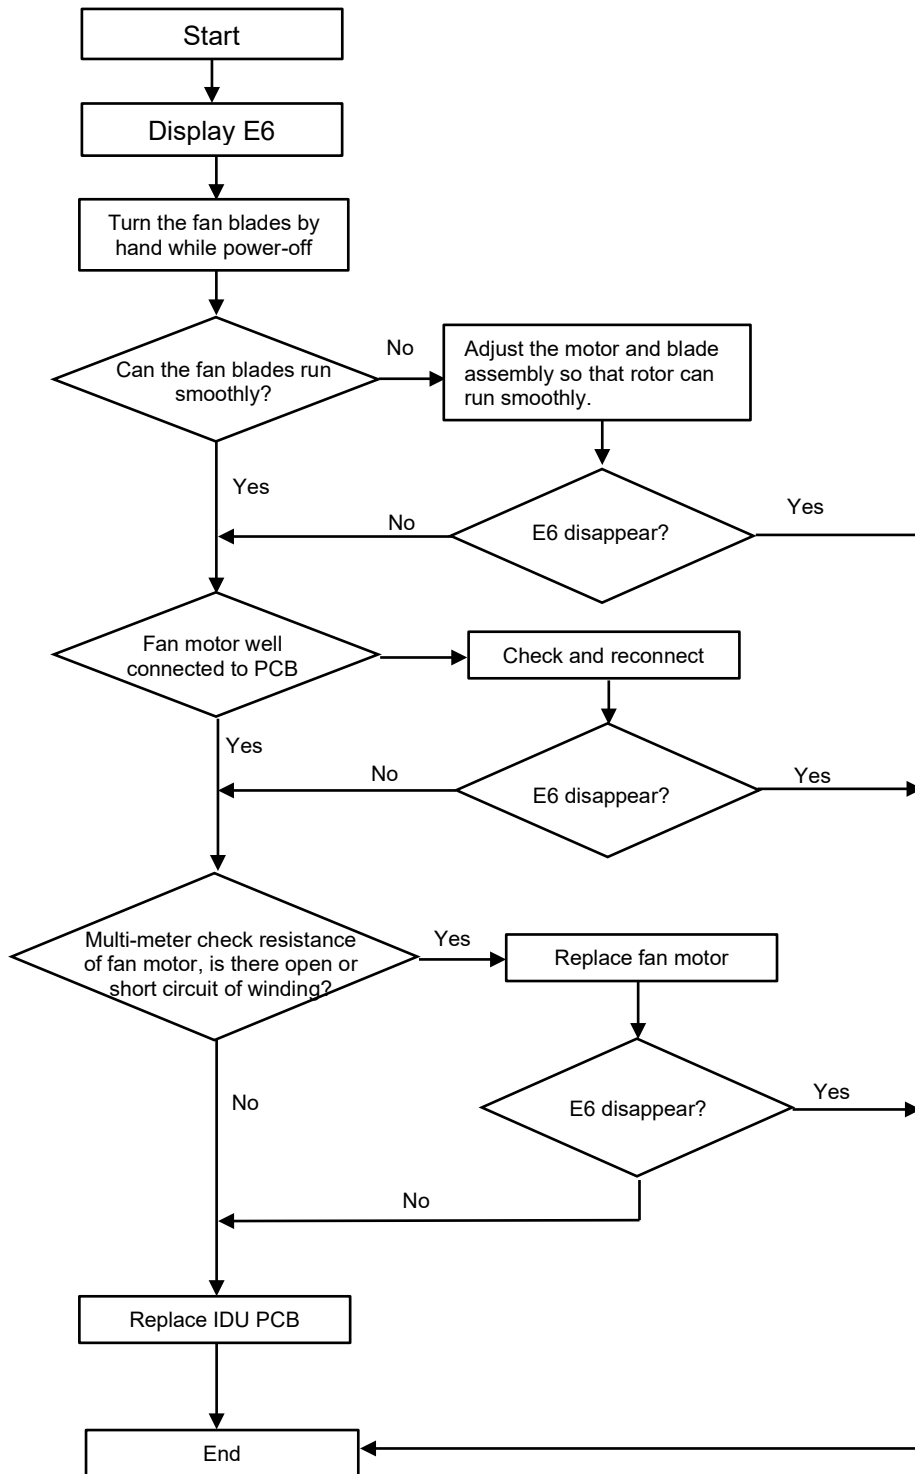 Start
Display E6
Turn the fan blades by
hand while power-off
Can the fan blades run
smoothly?
No
Adjust the motor and blade
assembly so that rotor can
run smoothly.
Yes
No
E6 disappear?
Yes
Fan motor well
connected to PCB
Check and reconnect
Yes
No
E6 disappear?
Yes
Multi-meter check resistance
of fan motor, is there open or
short circuit of winding?
Yes
Replace fan motor
No
E6 disappear?
Yes
No
Replace IDU PCB
End